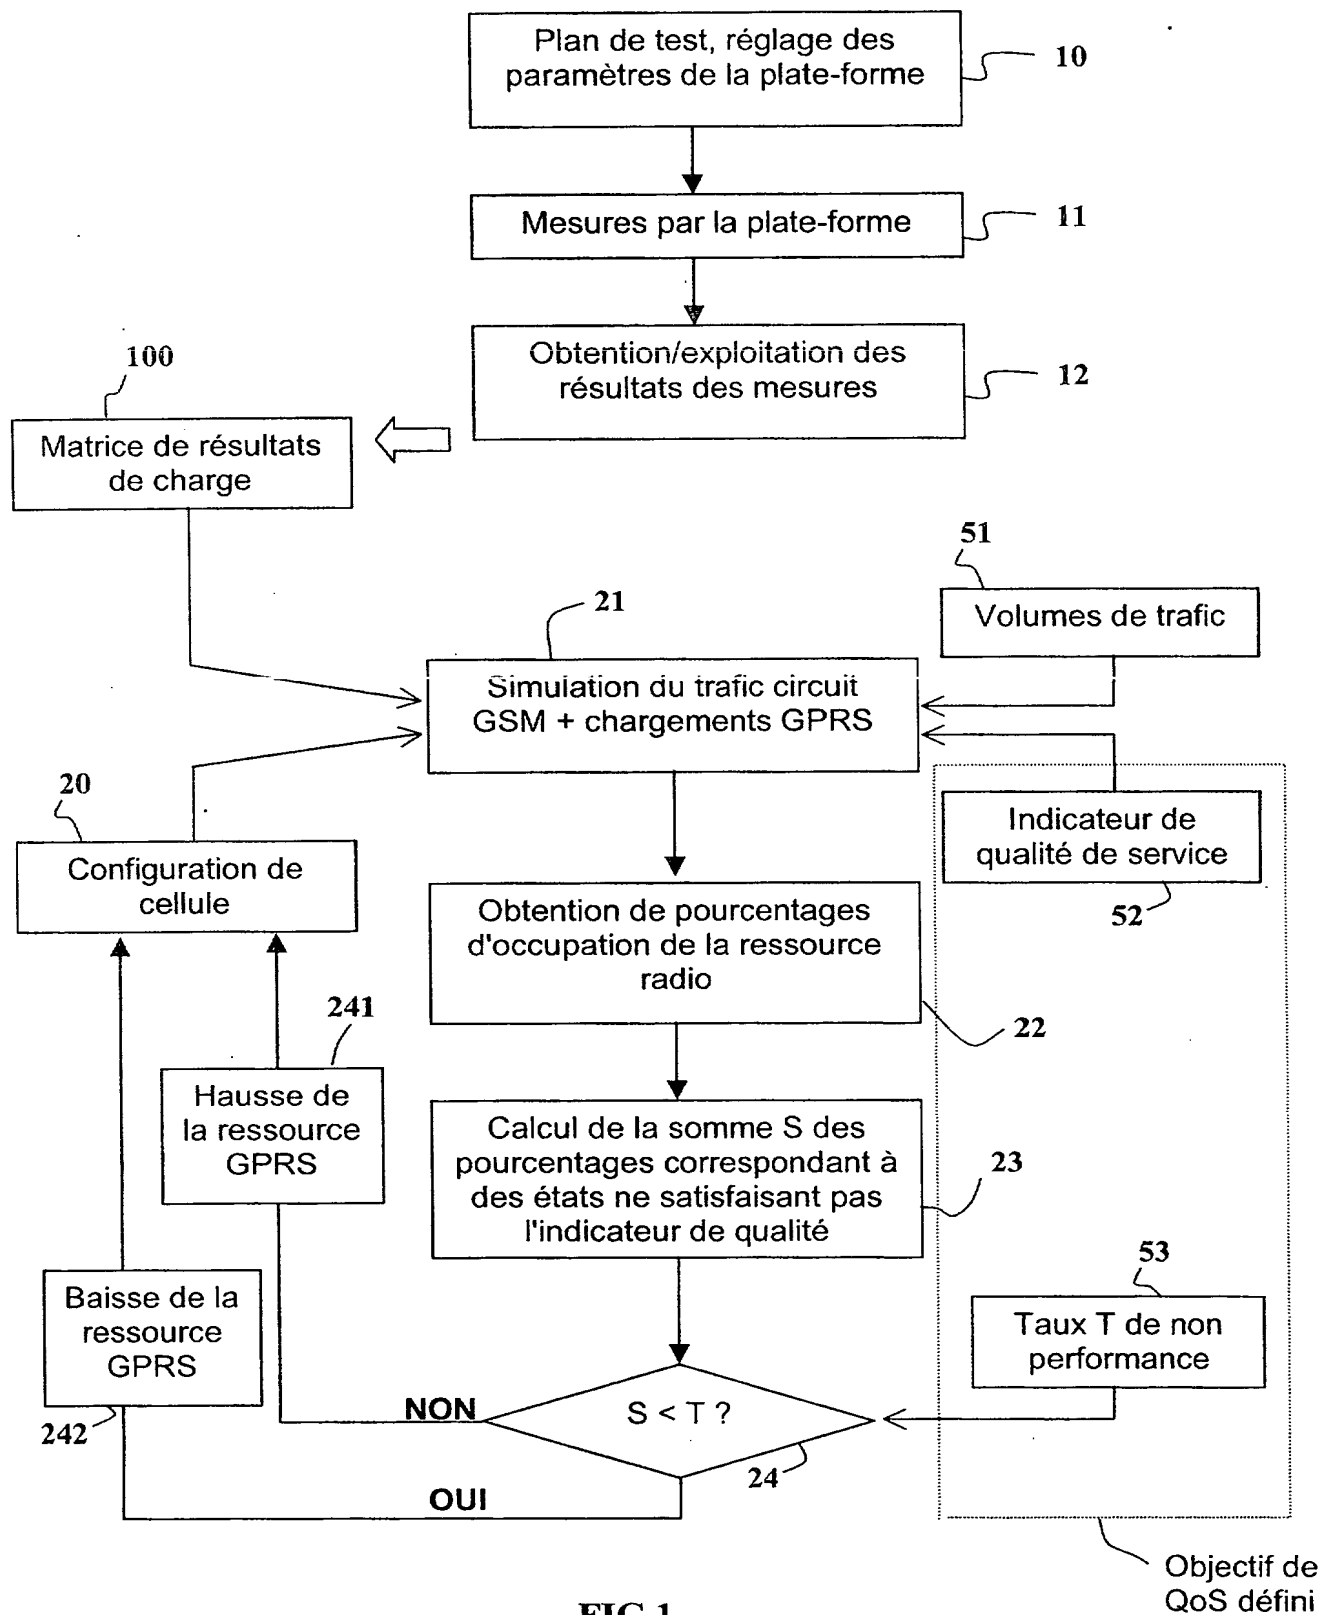 Plan de test, réglage des
paramètres de la plate-forme
10
Mesures par la plate-forme
11
Obtention/exploitation des
résultats des mesures
12
100
Matrice de résultats
de charge
51
Volumes de trafic
21
Simulation du trafic circuit
GSM + chargements GPRS
20
Configuration de
cellule
Indicateur de
qualité de service
52
Obtention de pourcentages
d'occupation de la ressource
radio
22
241
Hausse de
la ressource
GPRS
Calcul de la somme S des
pourcentages correspondant à
des états ne satisfaisant pas
l'indicateur de qualité
23
53
Taux T de non
performance
Baisse de la
ressource
GPRS
242
NON
S < T ?
24
OUI
Objectif de
QoS défini
FIG.1